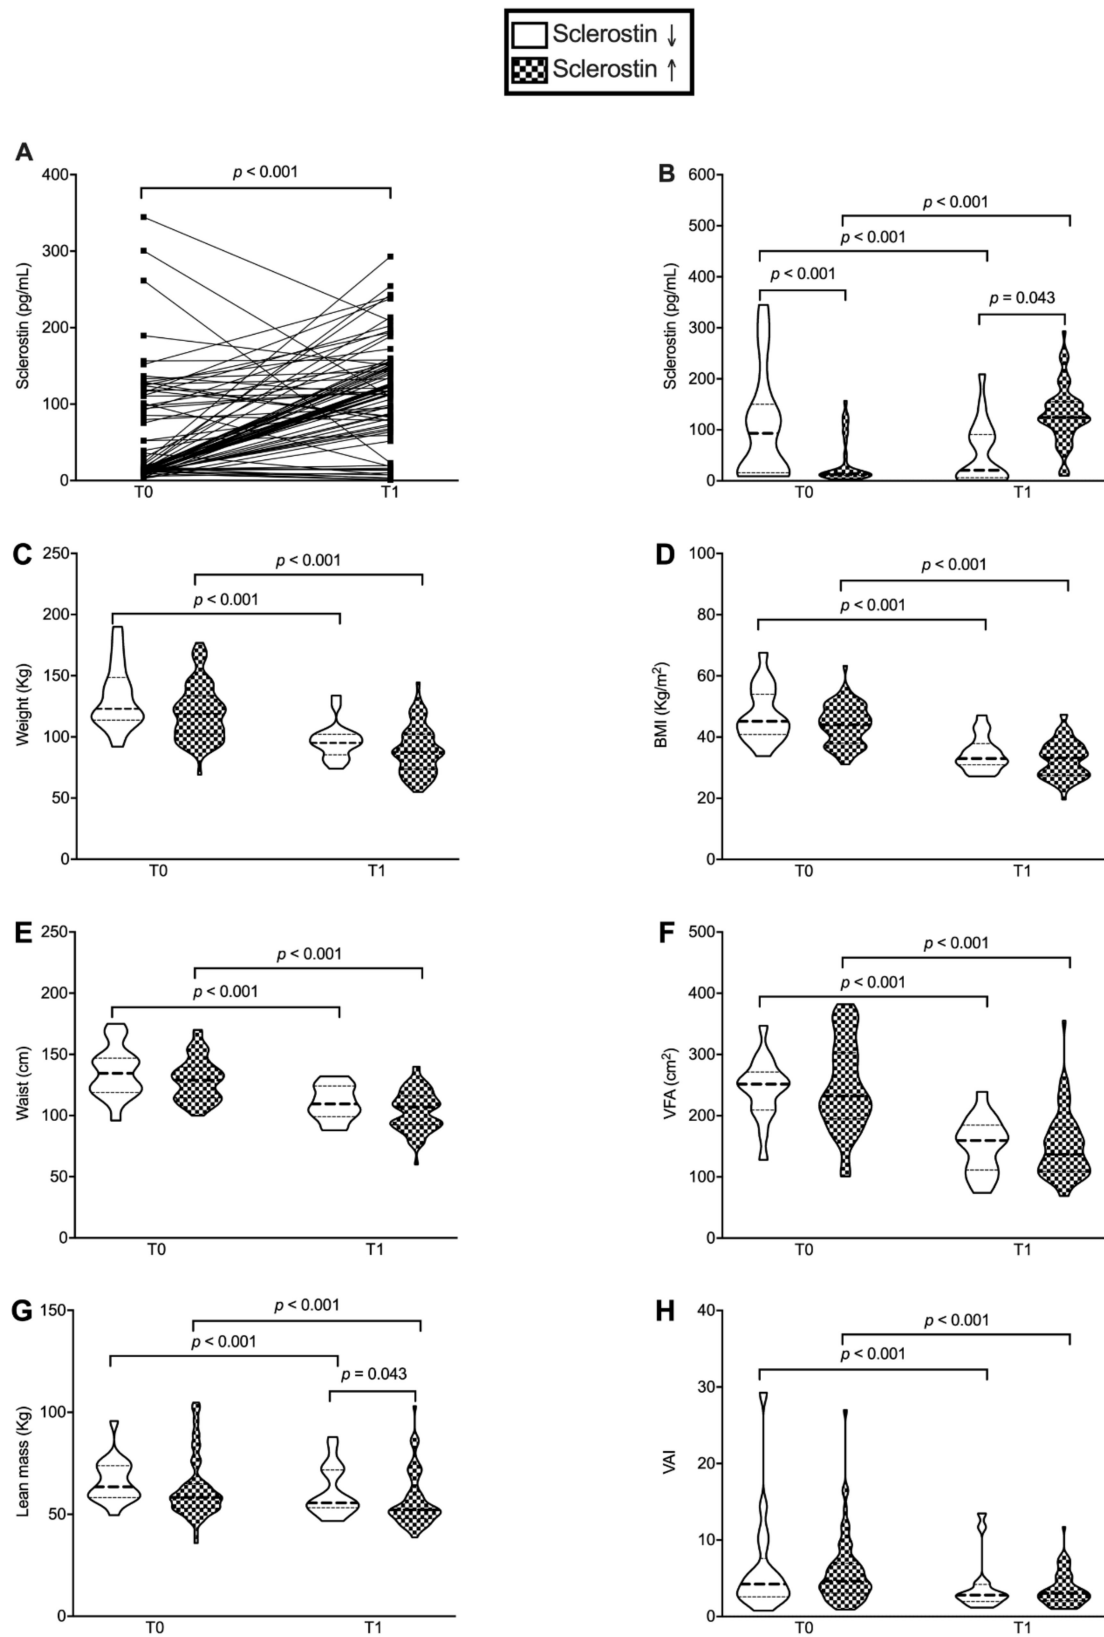 Sclerostin ↓
Sclerostin ↑
A
p < 0.001
Sclerostin (pg/mL)
400
300
200
100
0
T0
T1
B
p < 0.001
p < 0.001
p < 0.001
p = 0.043
Sclerostin (pg/mL)
600
500
400
300
200
100
0
T0
T1
C
p < 0.001
p < 0.001
Weight (Kg)
250
200
150
100
50
0
T0
T1
D
p < 0.001
p < 0.001
BMI (Kg/m²)
100
80
60
40
20
0
T0
T1
E
p < 0.001
p < 0.001
Waist (cm)
250
200
150
100
50
0
T0
T1
F
p < 0.001
p < 0.001
VFA (cm²)
500
400
300
200
100
0
T0
T1
G
p < 0.001
p < 0.001
p = 0.043
Lean mass (Kg)
150
100
50
0
T0
T1
H
p < 0.001
p < 0.001
VAI
40
30
20
10
0
T0
T1